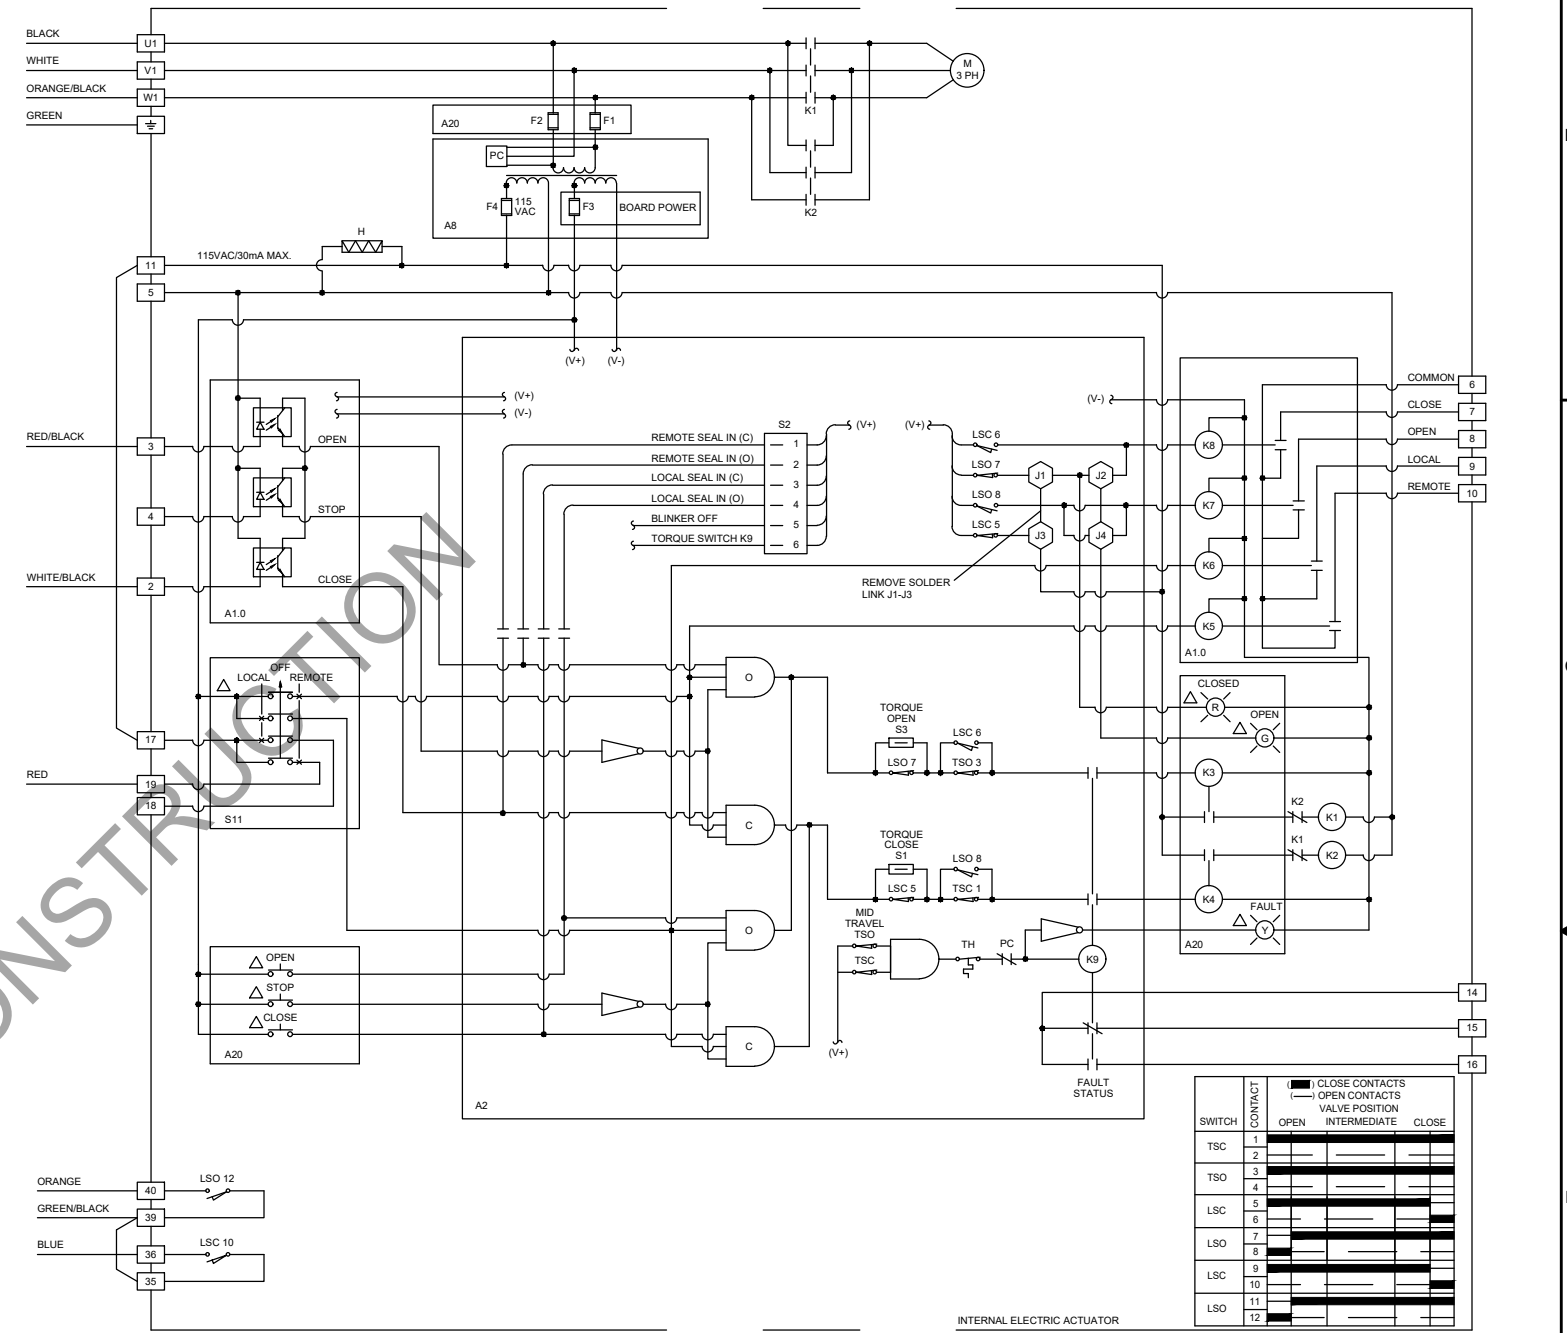 BLACK
U1
WHITE
V1
ORANGE/BLACK
W1
GREEN
M
3 PH
K1
K2
A20
F2
F1
PC
F4
115
VAC
F3
BOARD POWER
A8
H
11
115VAC/30mA MAX.
5
(V+)
(V-)
(V+)
(V-)
RED/BLACK
3
OPEN
4
STOP
WHITE/BLACK
2
CLOSE
A1.0
S2
REMOTE SEAL IN (C)
1
REMOTE SEAL IN (O)
2
LOCAL SEAL IN (C)
3
LOCAL SEAL IN (O)
4
BLINKER OFF
5
TORQUE SWITCH K9
6
(V+)
(V+)
LSC 6
LSO 7
LSO 8
LSC 5
J1
J2
J3
J4
REMOVE SOLDER
LINK J1-J3
(V-)
K8
K7
K6
K5
A1.0
COMMON
6
CLOSE
7
OPEN
8
LOCAL
9
REMOTE
10
OFF
LOCAL
REMOTE
17
RED
19
18
S11
O
C
O
C
TORQUE
OPEN
S3
LSO 7
LSC 6
TSO 3
TORQUE
CLOSE
S1
LSC 5
LSO 8
TSC 1
MID
TRAVEL
TSO
TSC
TH
PC
K9
(V+)
CLOSED
R
OPEN
G
K3
K2
K1
K1
K2
K4
FAULT
Y
A20
OPEN
STOP
CLOSE
A20
A2
14
15
16
FAULT
STATUS
ORANGE
40
LSO 12
GREEN/BLACK
39
BLUE
36
LSC 10
35
SWITCH
CONTACT
( ) CLOSE CONTACTS
(—) OPEN CONTACTS
VALVE POSITION
OPEN INTERMEDIATE CLOSE
TSC
1
2
TSO
3
4
LSC
5
6
LSO
7
8
LSC
9
10
LSO
11
12
INTERNAL ELECTRIC ACTUATOR